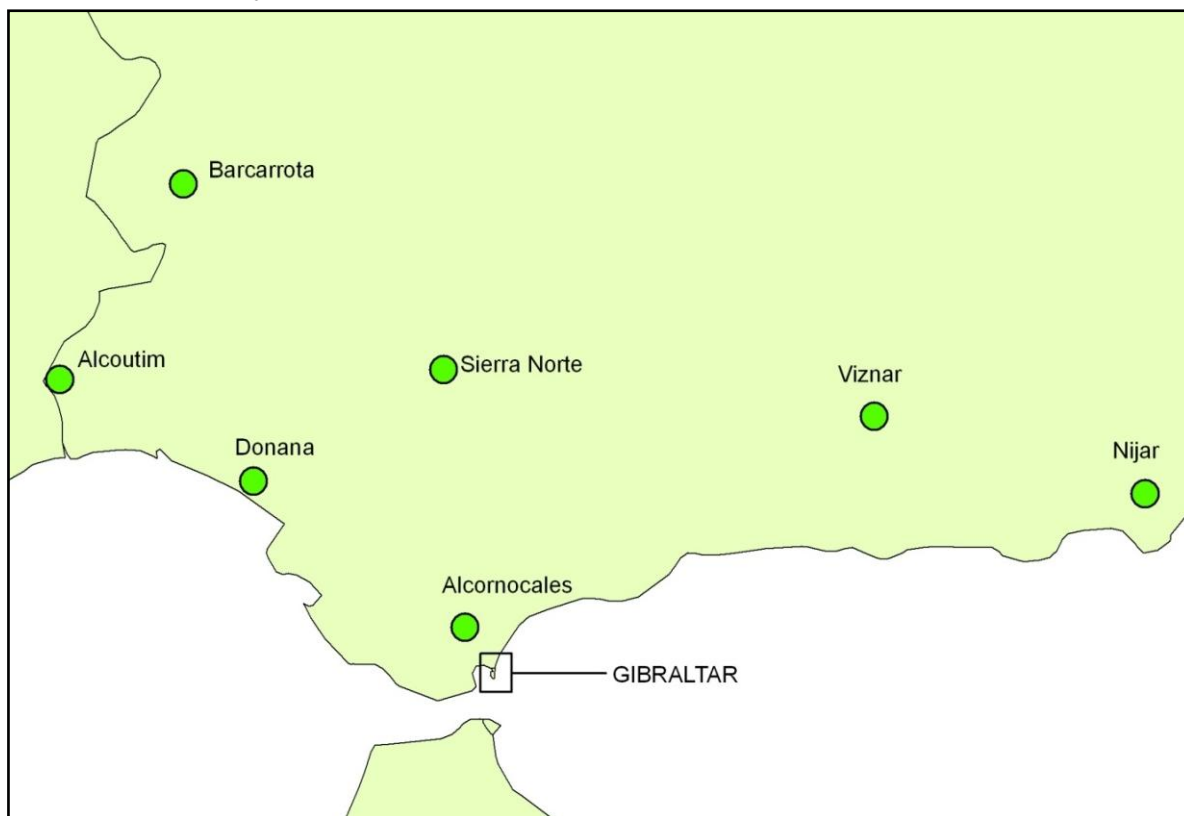 Barcarrota
Alcoutim
Sierra Norte
Viznar
Donana
Nijar
Alcornocales
GIBRALTAR